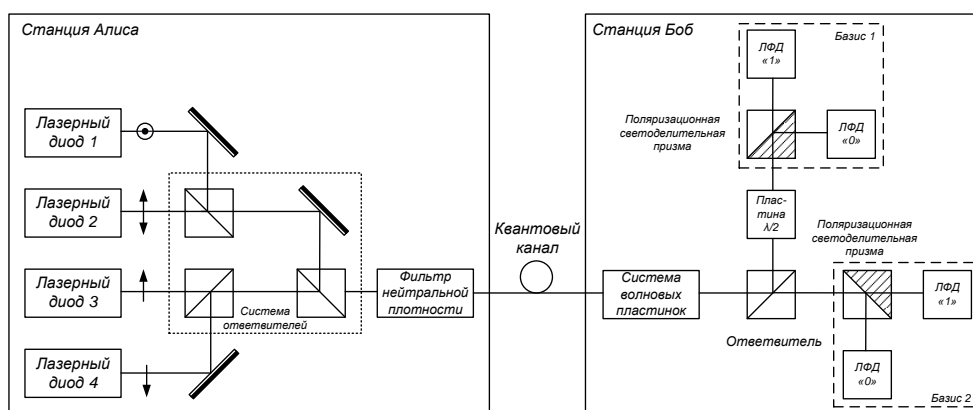 Станция Алиса
Лазерный
диод 1
Лазерный
диод 2
Лазерный
диод 3
Лазерный
диод 4
Система
ответвителей
Фильтр
нейтральной
плотности
Квантовый
канал
Станция Боб
Базис 1
ЛФД
«1»
Поляризационная
светоделительная
призма
ЛФД
«0»
Плас-
тина
λ/2
Поляризационная
светоделительная
призма
Система
волновых
пластинок
Ответвитель
ЛФД
«1»
ЛФД
«0»
Базис 2